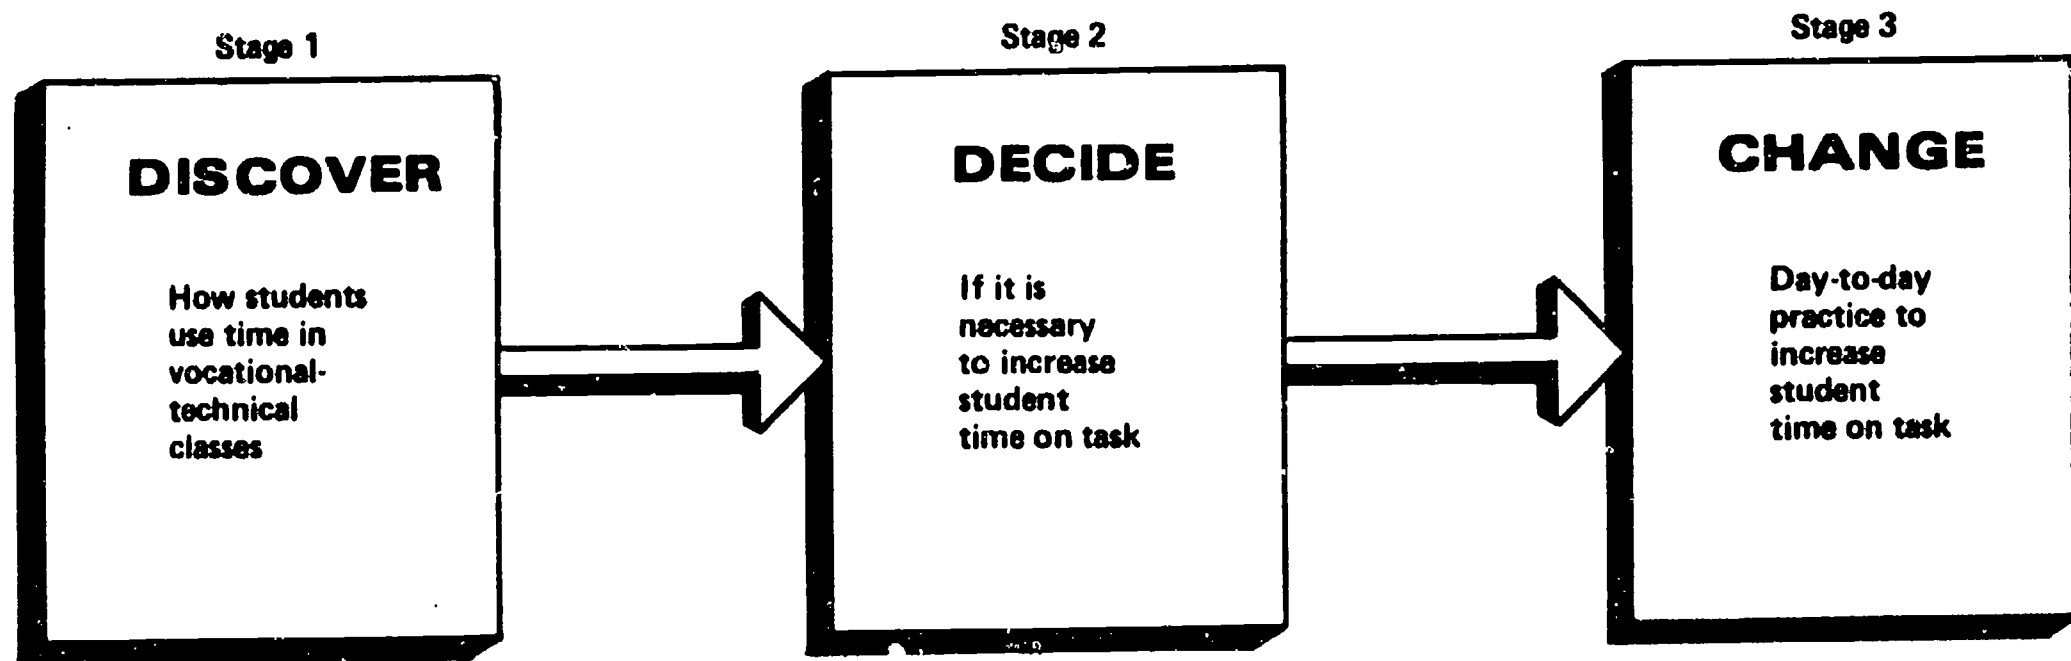 Stage 1
DISCOVER
How students
use time in
vocational-
technical
classes
Stage 2
DECIDE
If it is
necessary
to increase
student
time on task
Stage 3
CHANGE
Day-to-day
practice to
increase
student
time on task